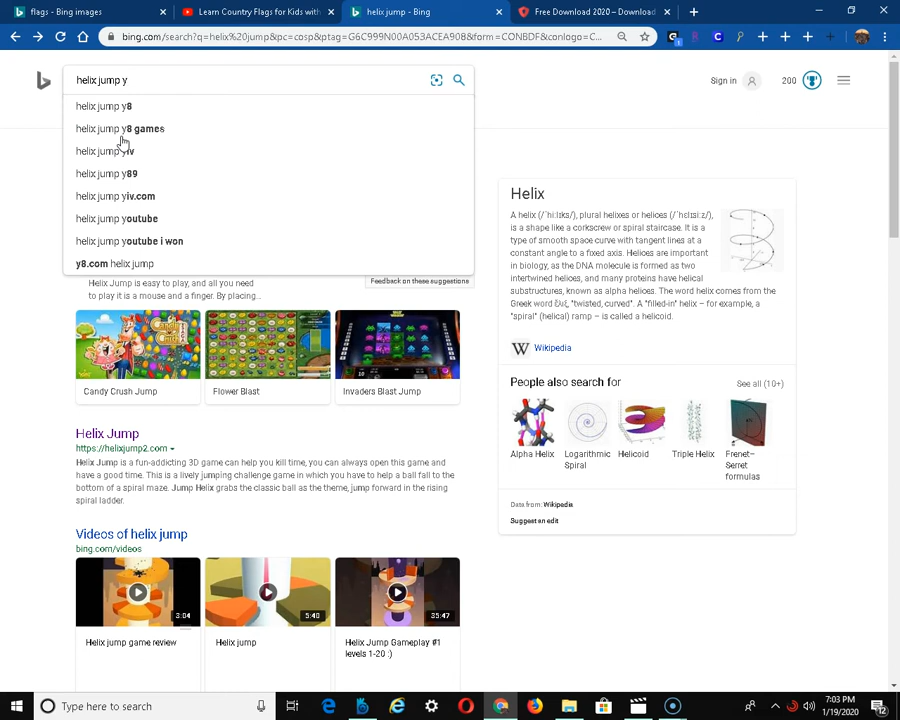 flags - Bing images
Learn Country Flags for Kids with
helix jump - Bing
Free Download 2020 – Download
bing.com/search?q=helix%20jump&pc=cosp&ptag=G6C999N00A053ACEA908&form=CONBDF&conlogo=C...
helix jump y
Sign in
200
helix jump y8
helix jump y8 games
helix jump yiv
helix jump y89
helix jump yiv.com
helix jump youtube
helix jump youtube i won
y8.com helix jump
Feedback on these suggestions
Helix Jump is easy to play, and all you need
to play it is a mouse and a finger. By placing...
Candy Crush Jump
Flower Blast
Invaders Blast Jump
Helix Jump
https://helixjump2.com
Helix Jump is a fun-addicting 3D game can help you kill time, you can always open this game and
have a good time. This is a lively jumping challenge game in which you have to help a ball fall to the
bottom of a spiral maze. Jump Helix grabs the classic ball as the theme, jump forward in the rising
spiral ladder.
Videos of helix jump
bing.com/videos
3:04
5:40
35:47
Helix jump game review
Helix jump
Helix Jump Gameplay #1
levels 1-20 :)
Helix
A helix (/ˈhiːlɪks/), plural helixes or helices (/ˈhɛlɪsiːz/),
is a shape like a corkscrew or spiral staircase. It is a
type of smooth space curve with tangent lines at a
constant angle to a fixed axis. Helices are important
in biology, as the DNA molecule is formed as two
intertwined helices, and many proteins have helical
substructures, known as alpha helices. The word helix comes from the
Greek word ἕλιξ, "twisted, curved". A "filled-in" helix – for example, a
"spiral" (helical) ramp – is called a helicoid.
W Wikipedia
People also search for
See all (10+)
Alpha Helix
Logarithmic
Spiral
Helicoid
Triple Helix
Frenet–
Serret
formulas
Data from: Wikipedia
Suggest an edit
Type here to search
7:03 PM
1/19/2020
12